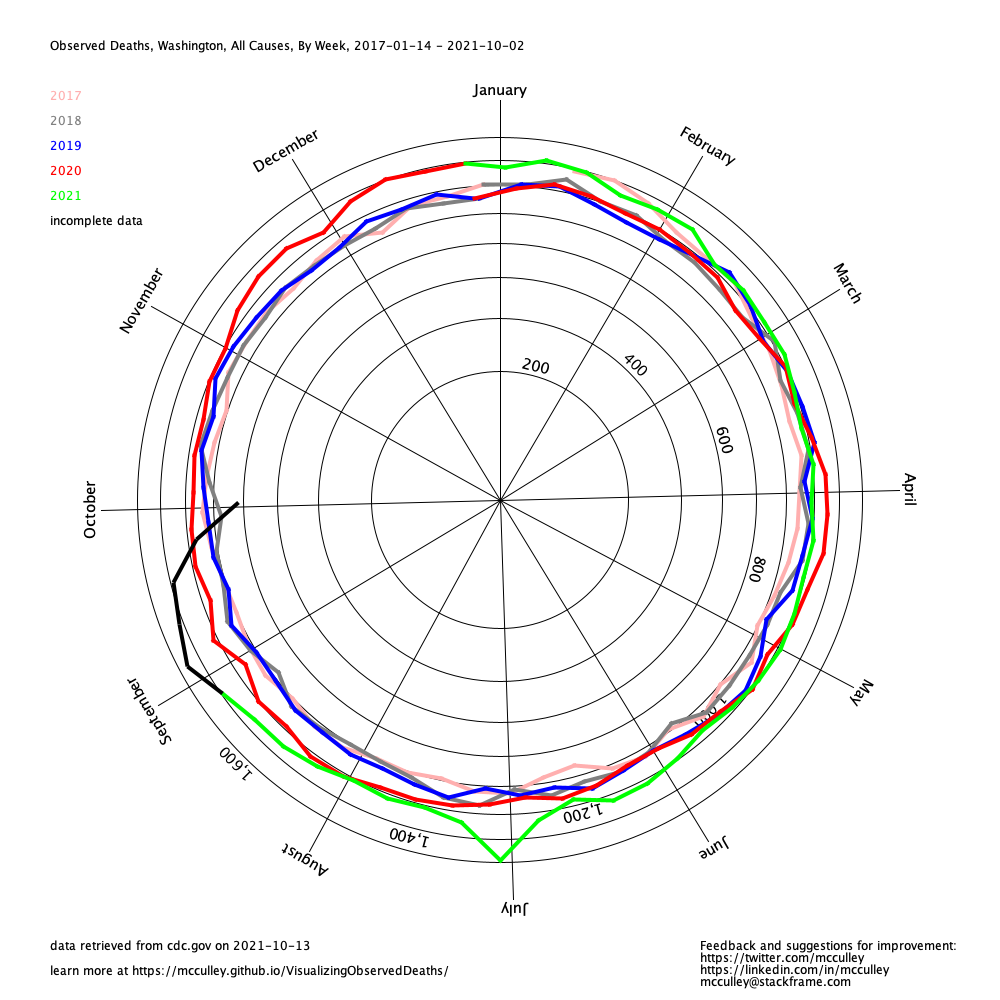 Observed Deaths, Washington, All Causes, By Week, 2017-01-14 - 2021-10-02
2017
2018
2019
2020
2021
incomplete data
January
February
March
April
May
June
July
August
September
October
November
December
200
400
600
800
1,200
1,400
1,600
data retrieved from cdc.gov on 2021-10-13
learn more at https://mcculley.github.io/VisualizingObservedDeaths/
Feedback and suggestions for improvement:
https://twitter.com/mcculley
https://linkedin.com/in/mcculley
mcculley@stackframe.com